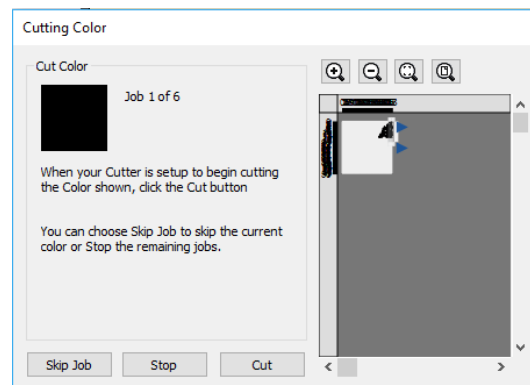 Cutting Color
Cut Color
Job 1 of 6
When your Cutter is setup to begin cutting
the Color shown, click the Cut button
You can choose Skip Job to skip the current
color or Stop the remaining jobs.
Skip Job
Stop
Cut